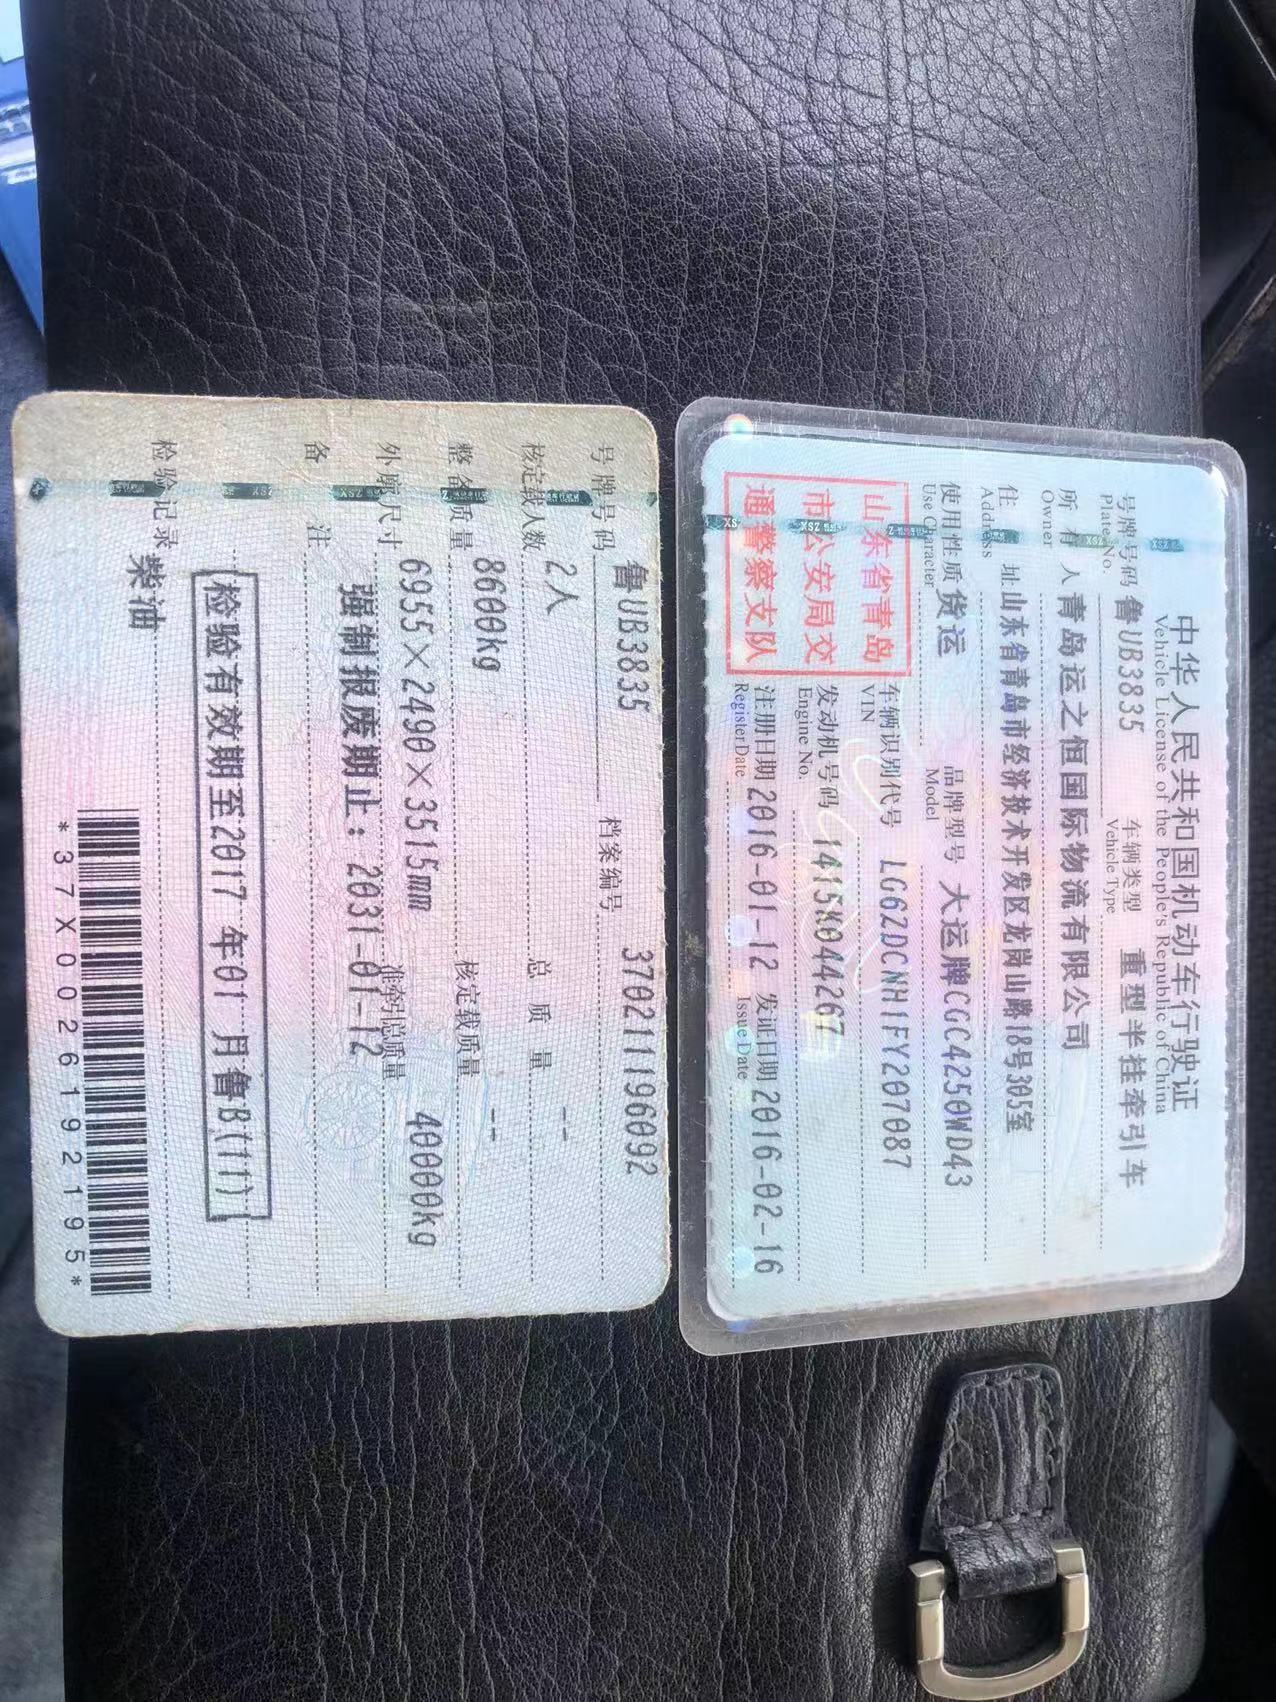 中华人民共和国机动车行驶证
Vehicle License of the People's Republic of China
号牌号码 鲁UB3835 车辆类型 重型半挂牵引车
Plate No. Vehicle Type
所有人 青岛运之恒国际物流有限公司
Owner
住址 山东省青岛市经济技术开发区龙岗山路18号305室
Address
使用性质 货运 品牌型号 大运牌CGC4250WD43
Use Character Model
山东省青岛市公安局交通警察支队
车辆识别代号 LG6ZDCNH1FY207087
VIN
发动机号码 1415K044267
Engine No.
注册日期 2016-01-12 发证日期 2016-02-16
Register Date Issue Date
号牌号码 鲁UB3835 档案编号 370211196092
核定载人数 2人 总质量 --
整备质量 8600kg 核定载质量 --
外廓尺寸 6955×2490×3515mm 准牵引总质量 40000kg
备注 强制报废期止：2031-01-12
检验有效期至2017年01月鲁B(11)
检验记录 柴油
*37X0026192195*